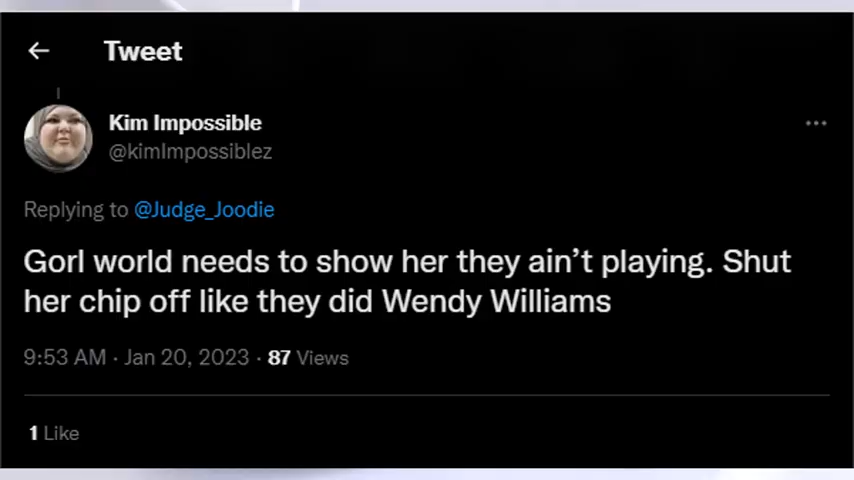 Tweet
Kim Impossible
@kimImpossiblez
Replying to @Judge_Joodie
Gorl world needs to show her they ain’t playing. Shut
her chip off like they did Wendy Williams
9:53 AM · Jan 20, 2023 · 87 Views
1 Like